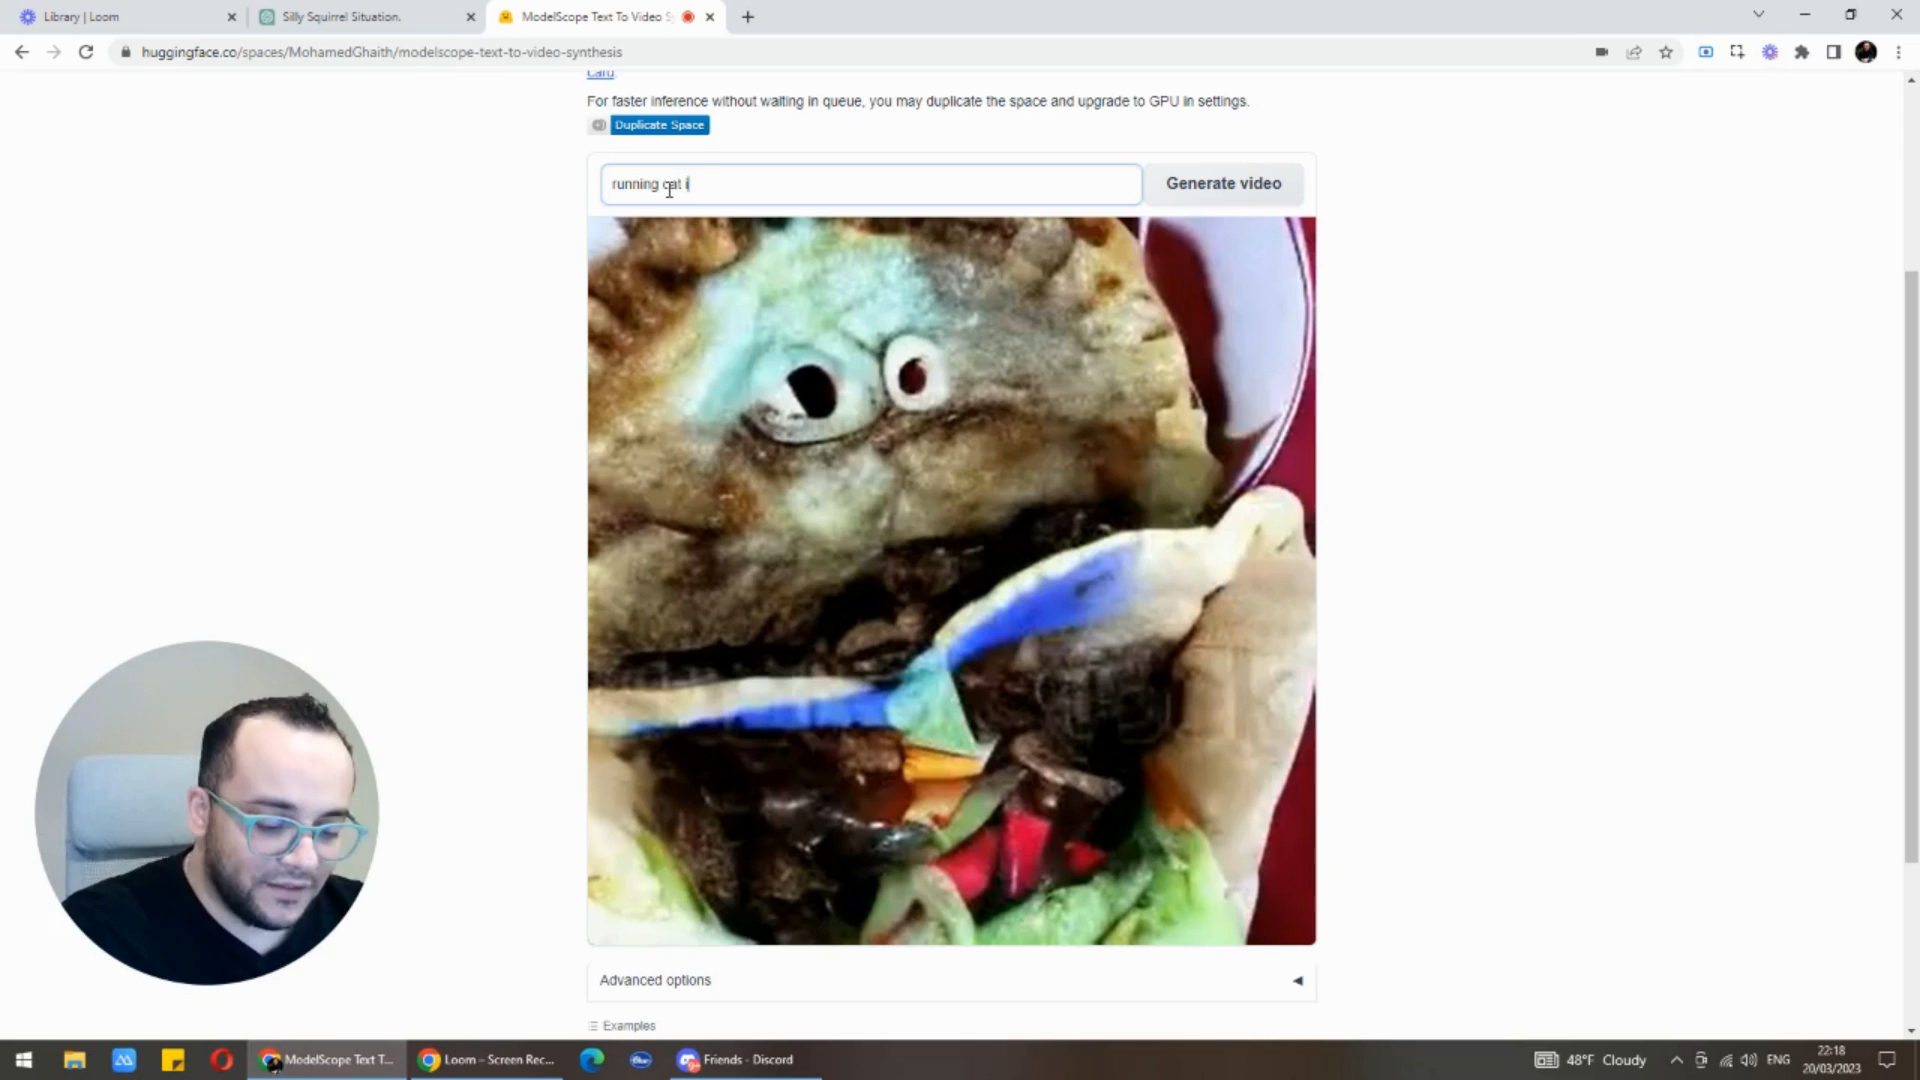 Library | Loom
Silly Squirrel Situation.
ModelScope Text To Video S
huggingface.co/spaces/MohamedGhaith/modelscope-text-to-video-synthesis
card.
For faster inference without waiting in queue, you may duplicate the space and upgrade to GPU in settings.
Duplicate Space
running cat i
Generate video
Advanced options
Examples
ModelScope Text T...
Loom – Screen Rec...
Friends - Discord
48°F Cloudy
ENG
22:18
20/03/2023